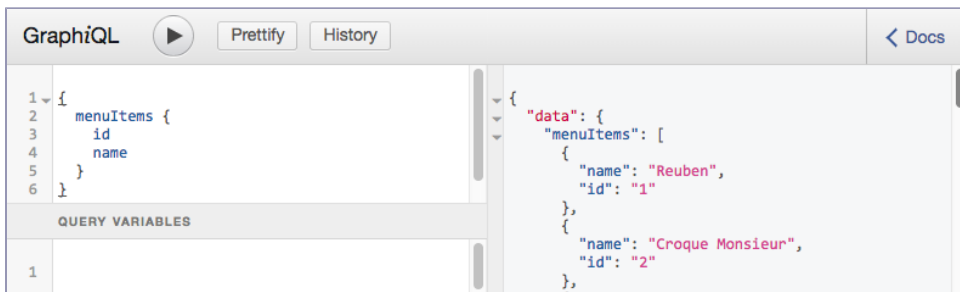 GraphiQL Prettify History Docs
1 {
2 menuItems {
3 id
4 name
5 }
6 }
QUERY VARIABLES
1
{
"data": {
"menuItems": [
{
"name": "Reuben",
"id": "1"
},
{
"name": "Croque Monsieur",
"id": "2"
},